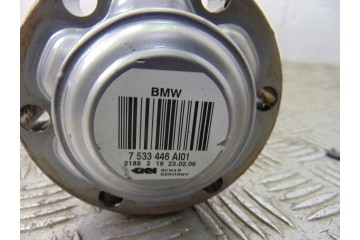 BMW
7 533 446 AI01
2188 3 16 23.02.06
GKN
GERMANY